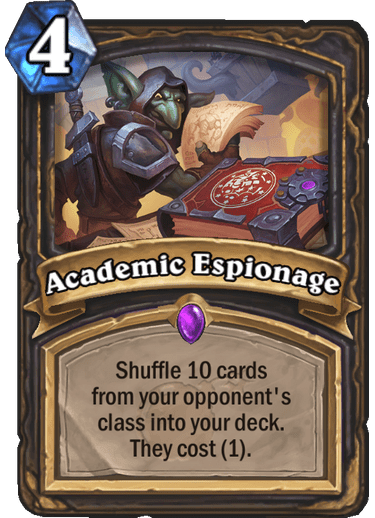 4
Academic Espionage
Shuffle 10 cards
from your opponent's
class into your deck.
They cost (1).